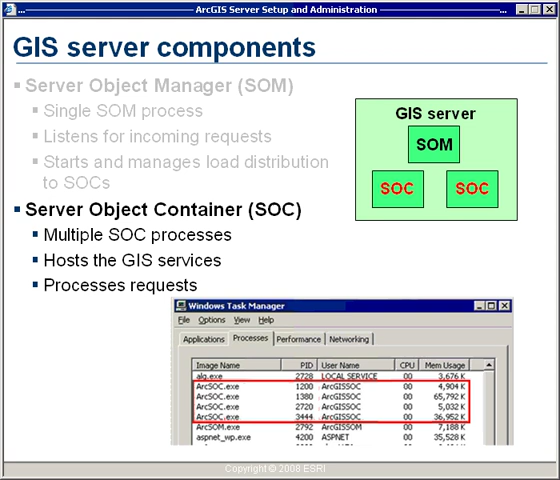 ArcGIS Server Setup and Administration
GIS server components
Server Object Manager (SOM)
Single SOM process
Listens for incoming requests
Starts and manages load distribution
to SOCs
Server Object Container (SOC)
Multiple SOC processes
Hosts the GIS services
Processes requests
GIS server
SOM
SOC SOC
Windows Task Manager
File Options View Help
Applications Processes Performance Networking
Image Name PID User Name CPU Mem Usage
alg.exe 2728 LOCAL SERVICE 00 3,676 K
ArcSOC.exe 1200 ArcGISSOC 00 4,904 K
ArcSOC.exe 1380 ArcGISSOC 00 65,792 K
ArcSOC.exe 2720 ArcGISSOC 00 5,032 K
ArcSOC.exe 3444 ArcGISSOC 00 36,952 K
ArcSOM.exe 2792 ArcGISSOM 00 7,188 K
aspnet_wp.exe 4200 ASPNET 00 35,528 K
Copyright © 2008 ESRI